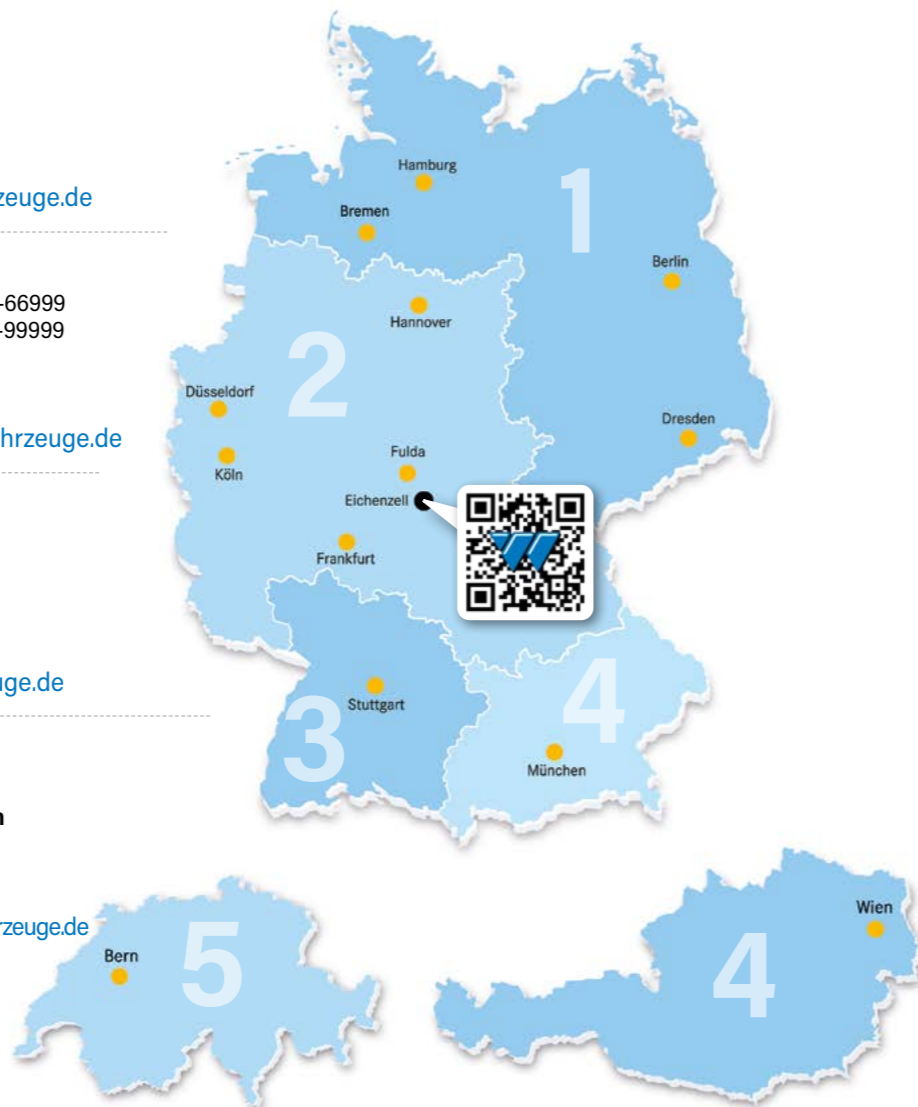 Hamburg
1
zeuge.de
Bremen
Berlin
-66999
Hannover
-99999
2
Düsseldorf
Dresden
hrzeuge.de
Fulda
Köln
Eichenzell
Frankfurt
uge.de
Stuttgart
3
4
München
n
Wien
rzeuge.de
Bern
5
4